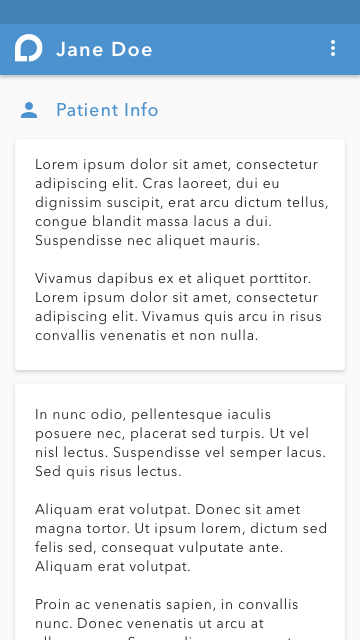 Jane Doe
Patient Info
Lorem ipsum dolor sit amet, consectetur
adipiscing elit. Cras laoreet, dui eu
dignissim suscipit, erat arcu dictum tellus,
congue blandit massa lacus a dui.
Suspendisse nec aliquet mauris.
Vivamus dapibus ex et aliquet porttitor.
Lorem ipsum dolor sit amet, consectetur
adipiscing elit. Vivamus quis arcu in risus
convallis venenatis et non nulla.
In nunc odio, pellentesque iaculis
posuere nec, placerat sed turpis. Ut vel
nisl lectus. Suspendisse vel semper lacus.
Sed quis risus lectus.
Aliquam erat volutpat. Donec sit amet
magna tortor. Ut ipsum lorem, dictum sed
felis sed, consequat vulputate ante.
Aliquam erat volutpat.
Proin ac venenatis sapien, in convallis
nunc. Donec venenatis ut arcu at